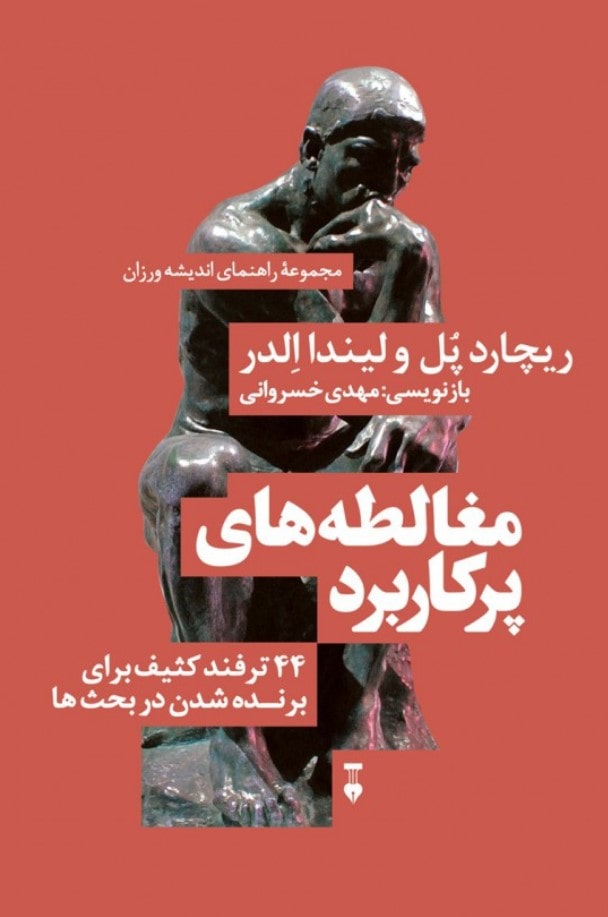 مجموعهٔ راهنمای اندیشه ورزان
ریچارد پُل و لیندا اِلدر
بازنویسی: مهدی خسروانی
مغالطه‌های
پرکاربرد
۴۴ ترفند کثیف برای
برنده شدن در بحث ها